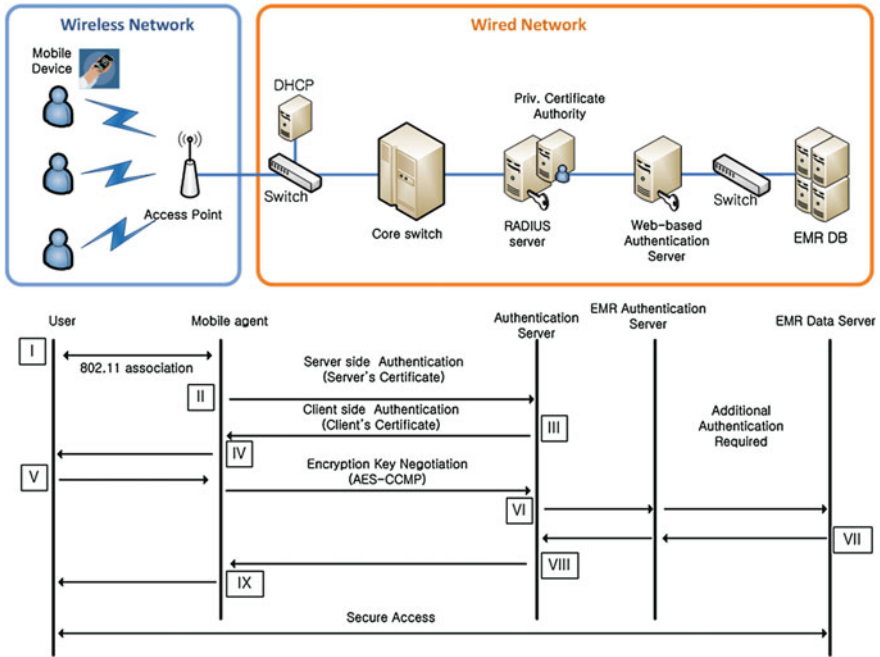 Wireless Network
Wired Network
Mobile
Device
DHCP
Priv. Certificate
Authority
Access Point
Switch
Core switch
RADIUS
server
Web-based
Authentication
Server
Switch
EMR DB
User
Mobile agent
Authentication
Server
EMR Authentication
Server
EMR Data Server
I
802.11 association
Server side Authentication
(Server's Certificate)
II
Client side Authentication
(Client's Certificate)
III
Additional
Authentication
Required
IV
V
Encryption Key Negotiation
(AES-CCMP)
VI
VII
VIII
IX
Secure Access